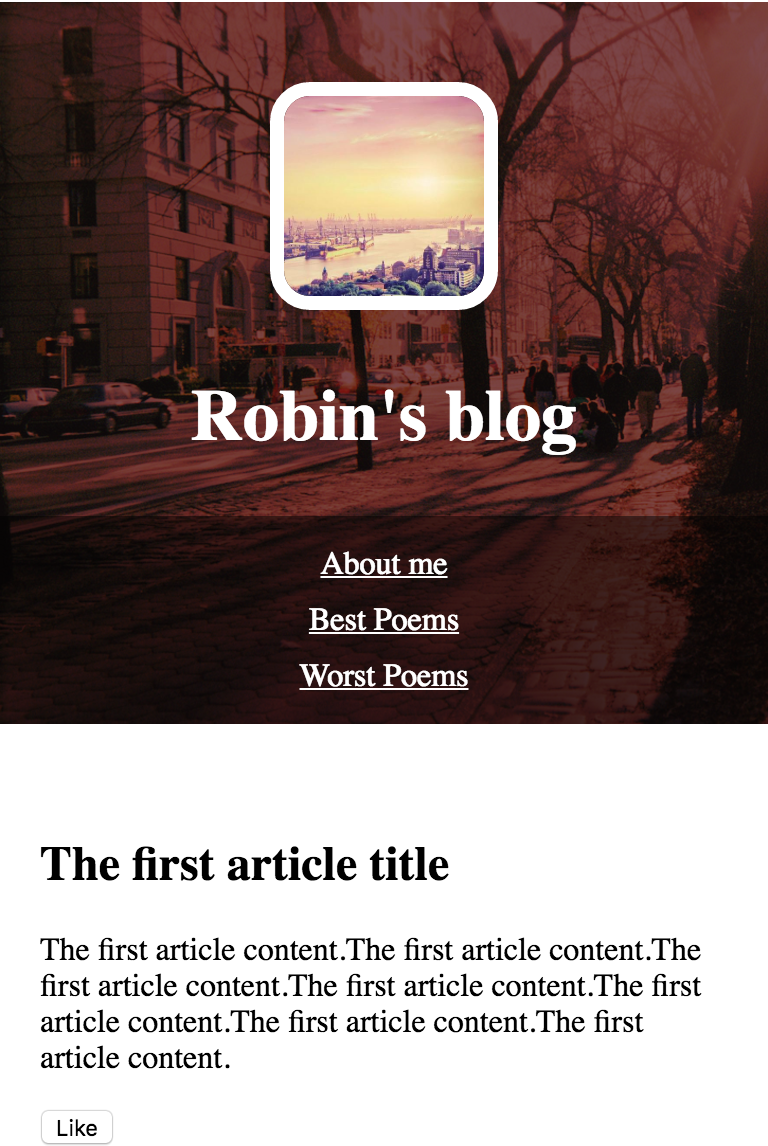 Robin's blog
About me
Best Poems
Worst Poems
The first article title
The first article content.The first article content.The
first article content.The first article content.The first
article content.The first article content.The first
article content.
Like